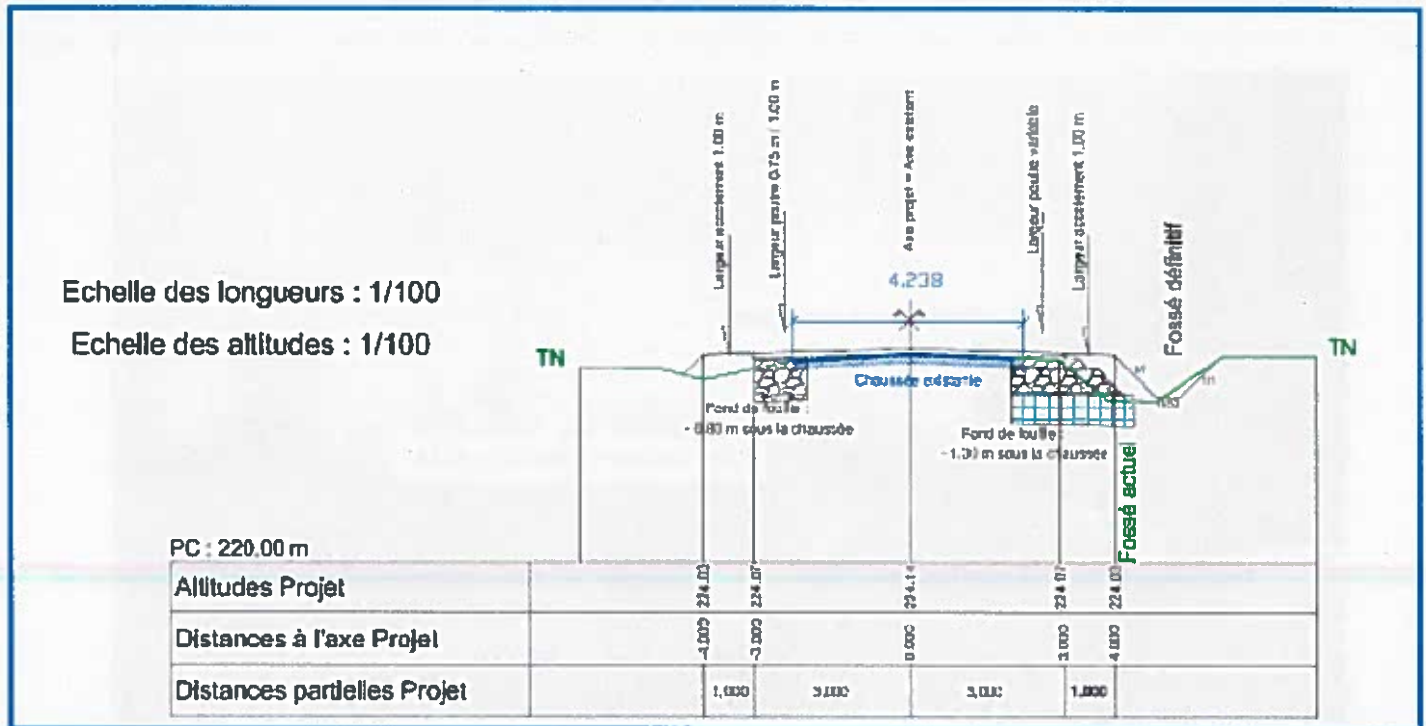 Largeur accotement 1.00 m
Largeur poutre 0.75 m / 1.00 m
Axe projet = Axe existant
Largeur poutre variable
Largeur accotement 1.00 m
Fossé définitif
4.238
Echelle des longueurs : 1/100
Echelle des altitudes : 1/100
TN
TN
Chaussée existante
Fond de fouille :
- 0.80 m sous la chaussée
Fond de fouille :
sous la chaussée
Fossé actuel
PC : 220.00 m
Altitudes Projet 224.03 224.07 224.07 224.03
Distances à l'axe Projet -4.000 -3.000 0.000 3.000 4.000
Distances partielles Projet 1,000 3,000 3,000 1,000